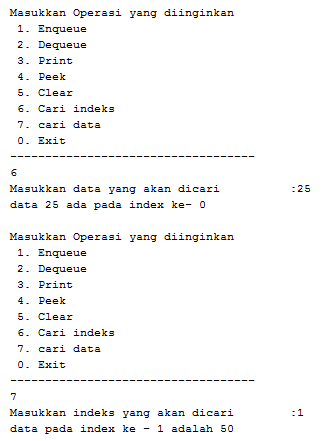 Masukkan Operasi yang diinginkan
1. Enqueue
2. Dequeue
3. Print
4. Peek
5. Clear
6. Cari indeks
7. cari data
0. Exit
-----------------------------------
6
Masukkan data yang akan dicari          :25
data 25 ada pada index ke- 0

Masukkan Operasi yang diinginkan
1. Enqueue
2. Dequeue
3. Print
4. Peek
5. Clear
6. Cari indeks
7. cari data
0. Exit
-----------------------------------
7
Masukkan indeks yang akan dicari        :1
data pada index ke - 1 adalah 50